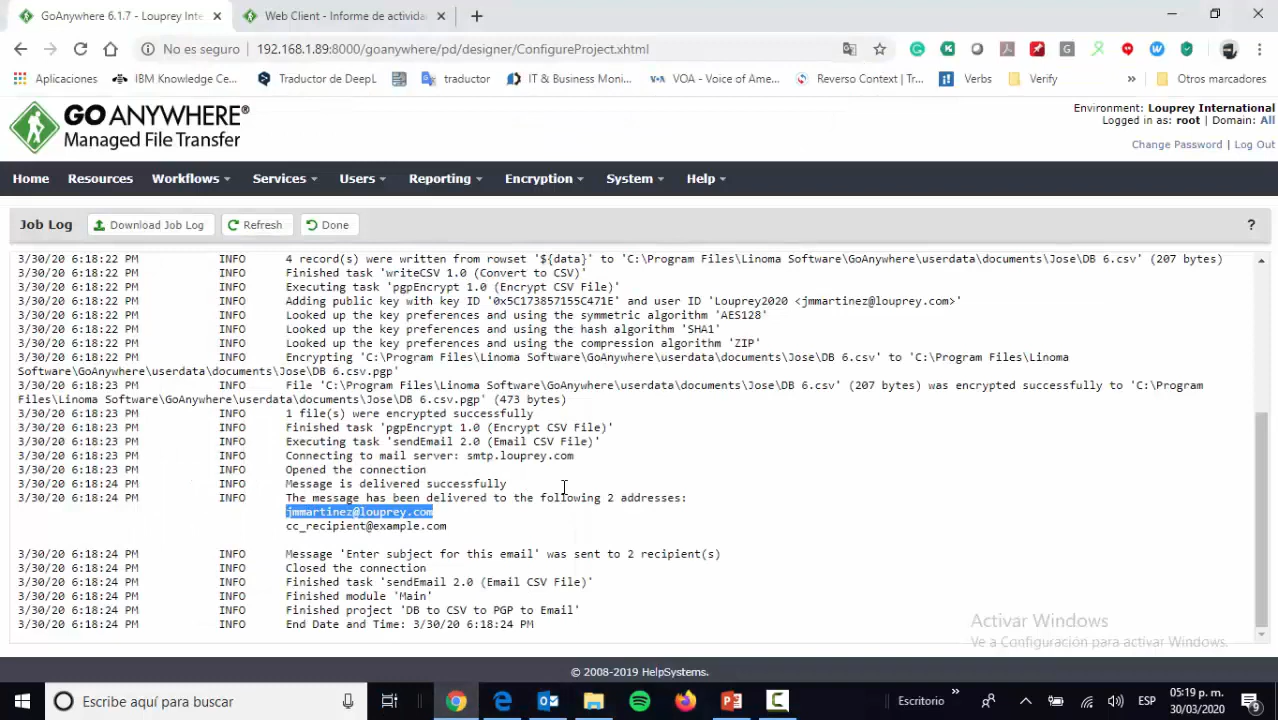 GoAnywhere 6.1.7 - Louprey Inte
Web Client - Informe de activida
No es seguro
192.168.1.89:8000/goanywhere/pd/designer/ConfigureProject.xhtml
Aplicaciones
IBM Knowledge Ce...
Traductor de DeepL
traductor
IT & Business Moni...
VOA - Voice of Ame...
Reverso Context | Tr...
Verbs
Verify
»
Otros marcadores
GO ANYWHERE®
Managed File Transfer
Environment: Louprey International
Logged in as: root | Domain: All
Change Password | Log Out
Home Resources Workflows Services Users Reporting Encryption System Help
Job Log Download Job Log Refresh Done ?
3/30/20 6:18:22 PM INFO 4 record(s) were written from rowset '${data}' to 'C:\Program Files\Linoma Software\GoAnywhere\userdata\documents\Jose\DB 6.csv' (207 bytes)
3/30/20 6:18:22 PM INFO Finished task 'writeCSV 1.0 (Convert to CSV)'
3/30/20 6:18:22 PM INFO Executing task 'pgpEncrypt 1.0 (Encrypt CSV File)'
3/30/20 6:18:22 PM INFO Adding public key with key ID '0x5C173857155C471E' and user ID 'Louprey2020 <jmmartinez@louprey.com>'
3/30/20 6:18:22 PM INFO Looked up the key preferences and using the symmetric algorithm 'AES128'
3/30/20 6:18:22 PM INFO Looked up the key preferences and using the hash algorithm 'SHA1'
3/30/20 6:18:22 PM INFO Looked up the key preferences and using the compression algorithm 'ZIP'
3/30/20 6:18:22 PM INFO Encrypting 'C:\Program Files\Linoma Software\GoAnywhere\userdata\documents\Jose\DB 6.csv' to 'C:\Program Files\Linoma
Software\GoAnywhere\userdata\documents\Jose\DB 6.csv.pgp'
3/30/20 6:18:23 PM INFO File 'C:\Program Files\Linoma Software\GoAnywhere\userdata\documents\Jose\DB 6.csv' (207 bytes) was encrypted successfully to 'C:\Program
Files\Linoma Software\GoAnywhere\userdata\documents\Jose\DB 6.csv.pgp' (473 bytes)
3/30/20 6:18:23 PM INFO 1 file(s) were encrypted successfully
3/30/20 6:18:23 PM INFO Finished task 'pgpEncrypt 1.0 (Encrypt CSV File)'
3/30/20 6:18:23 PM INFO Executing task 'sendEmail 2.0 (Email CSV File)'
3/30/20 6:18:23 PM INFO Connecting to mail server: smtp.louprey.com
3/30/20 6:18:23 PM INFO Opened the connection
3/30/20 6:18:24 PM INFO Message is delivered successfully
3/30/20 6:18:24 PM INFO The message has been delivered to the following 2 addresses:
jmmartinez@louprey.com
cc_recipient@example.com
3/30/20 6:18:24 PM INFO Message 'Enter subject for this email' was sent to 2 recipient(s)
3/30/20 6:18:24 PM INFO Closed the connection
3/30/20 6:18:24 PM INFO Finished task 'sendEmail 2.0 (Email CSV File)'
3/30/20 6:18:24 PM INFO Finished module 'Main'
3/30/20 6:18:24 PM INFO Finished project 'DB to CSV to PGP to Email'
3/30/20 6:18:24 PM INFO End Date and Time: 3/30/20 6:18:24 PM
Activar Windows
Ve a Configuración para activar Windows.
© 2008-2019 HelpSystems.
Escribe aquí para buscar
Escritorio
»
ESP
05:19 p. m.
30/03/2020
9